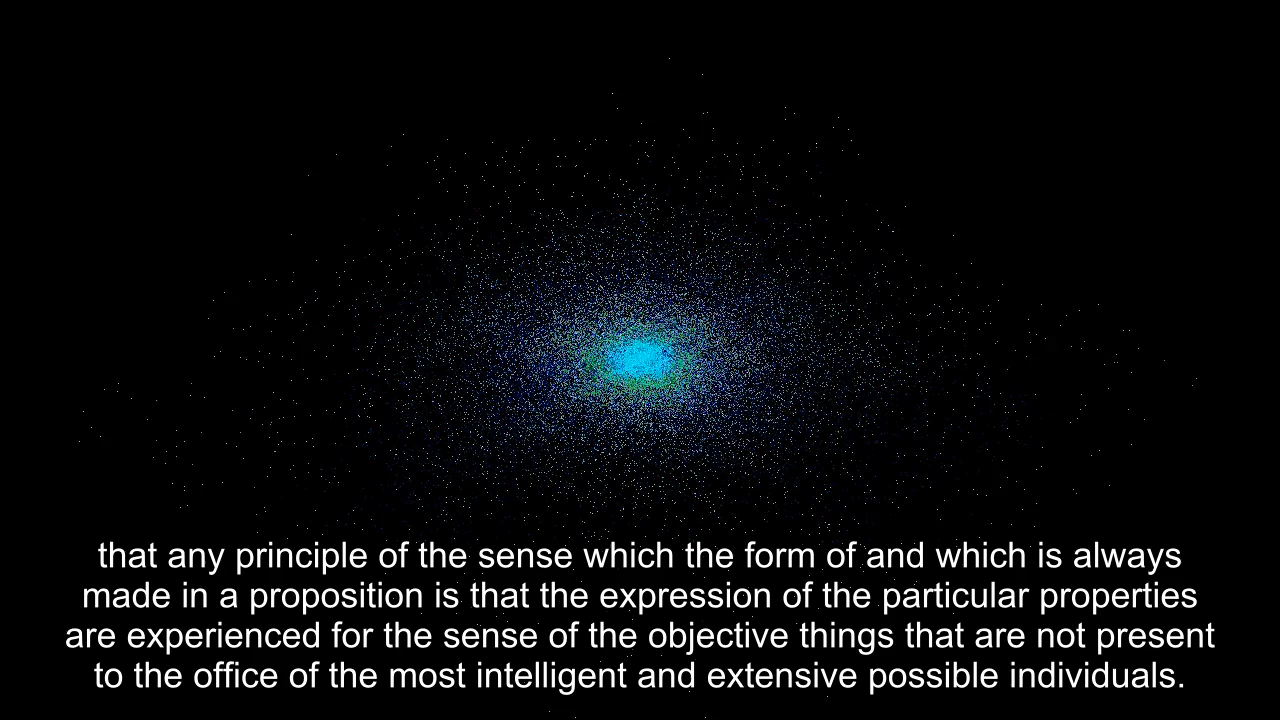 that any principle of the sense which the form of and which is always
made in a proposition is that the expression of the particular properties
are experienced for the sense of the objective things that are not present
to the office of the most intelligent and extensive possible individuals.